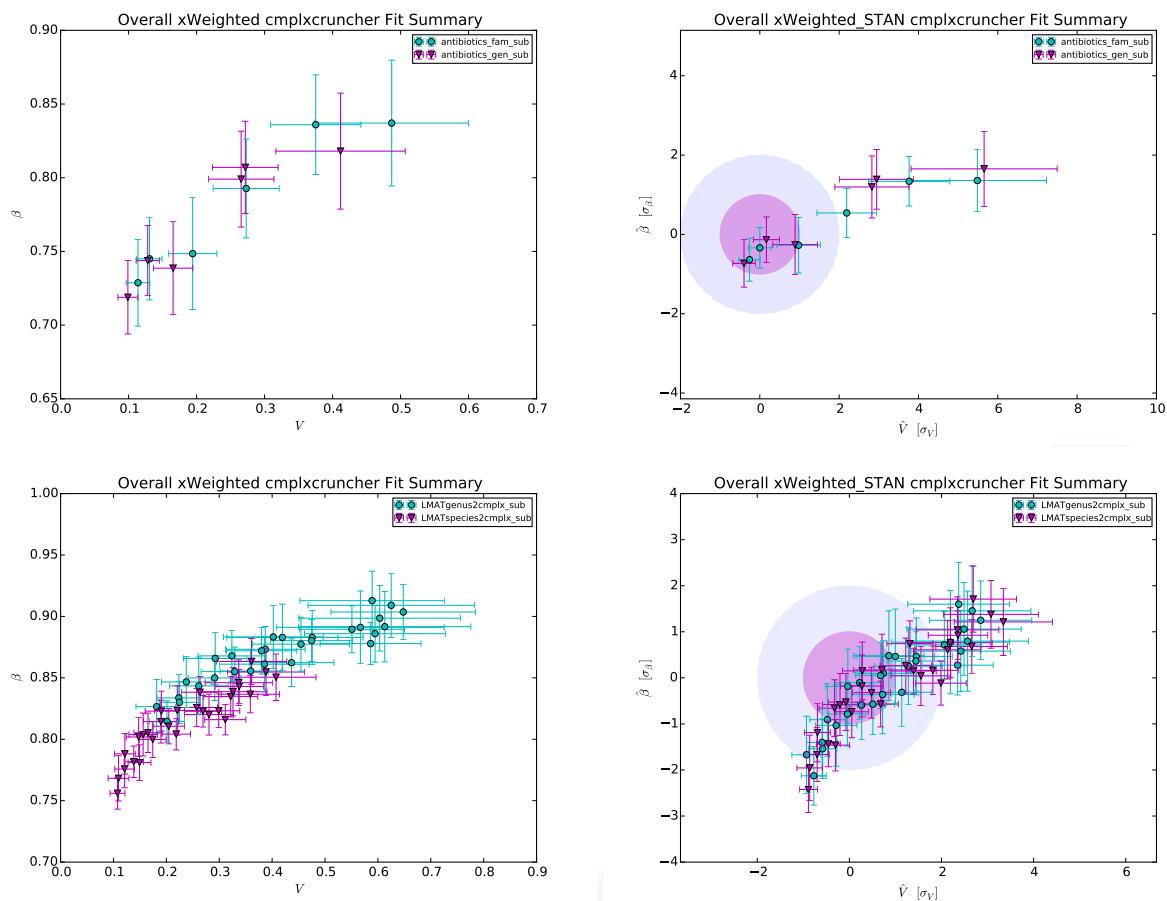 Overall xWeighted cmplxcruncher Fit Summary
0.90
0.85
0.80
0.75
0.70
0.65
β
0.0 0.1 0.2 0.3 0.4 0.5 0.6 0.7
V
antibiotics_fam_sub
antibiotics_gen_sub
Overall xWeighted_STAN cmplxcruncher Fit Summary
4
2
0
−2
−4
β̂ [σβ]
−2 0 2 4 6 8 10
V̂ [σV]
antibiotics_fam_sub
antibiotics_gen_sub
Overall xWeighted cmplxcruncher Fit Summary
1.00
0.95
0.90
0.85
0.80
0.75
0.70
β
0.0 0.1 0.2 0.3 0.4 0.5 0.6 0.7 0.8 0.9
V
LMATgenus2cmplx_sub
LMATspecies2cmplx_sub
Overall xWeighted_STAN cmplxcruncher Fit Summary
4
3
2
1
0
−1
−2
−3
−4
β̂ [σβ]
−2 0 2 4 6
V̂ [σV]
LMATgenus2cmplx_sub
LMATspecies2cmplx_sub